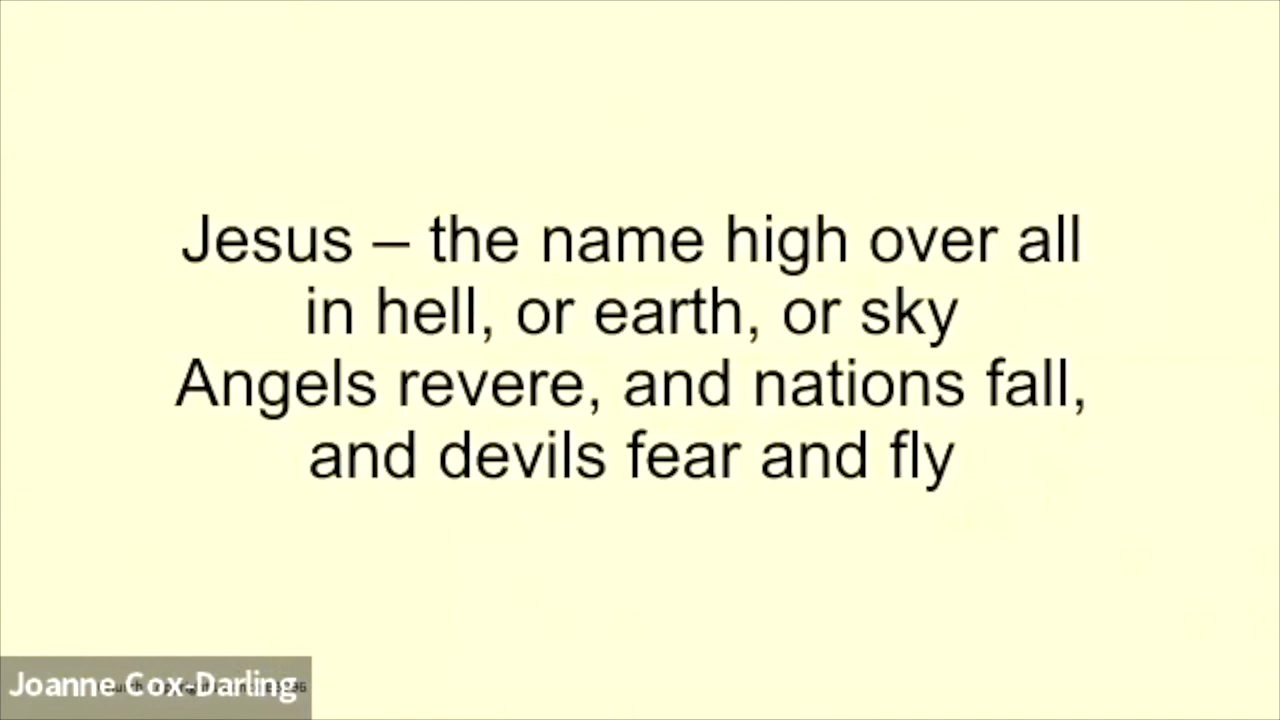 Jesus – the name high over all
in hell, or earth, or sky
Angels revere, and nations fall,
and devils fear and fly
Joanne Cox-Darling